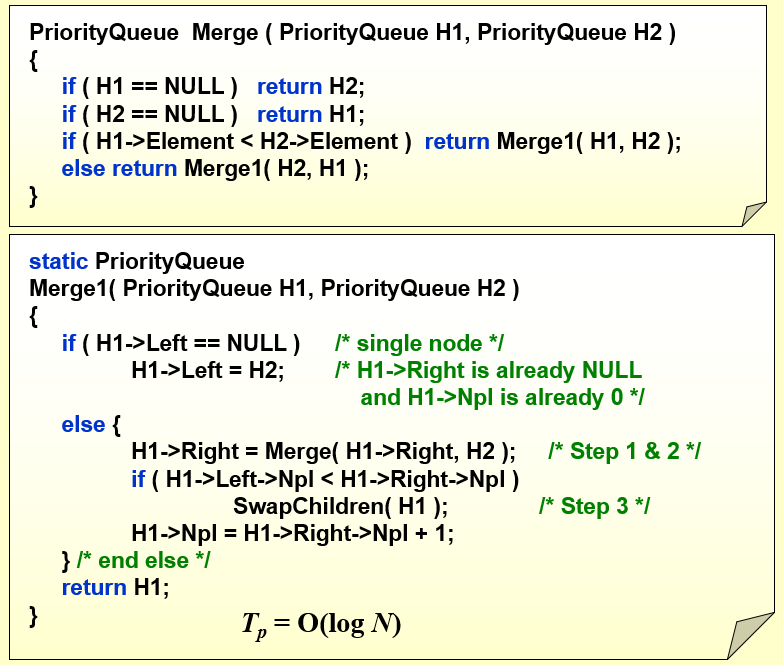 PriorityQueue Merge ( PriorityQueue H1, PriorityQueue H2 )
{
if ( H1 == NULL ) return H2;
if ( H2 == NULL ) return H1;
if ( H1->Element < H2->Element ) return Merge1( H1, H2 );
else return Merge1( H2, H1 );
}
static PriorityQueue
Merge1( PriorityQueue H1, PriorityQueue H2 )
{
if ( H1->Left == NULL ) /* single node */
H1->Left = H2; /* H1->Right is already NULL
and H1->Npl is already 0 */
else {
H1->Right = Merge( H1->Right, H2 ); /* Step 1 & 2 */
if ( H1->Left->Npl < H1->Right->Npl )
SwapChildren( H1 ); /* Step 3 */
H1->Npl = H1->Right->Npl + 1;
} /* end else */
return H1;
}
Tp = O(log N)